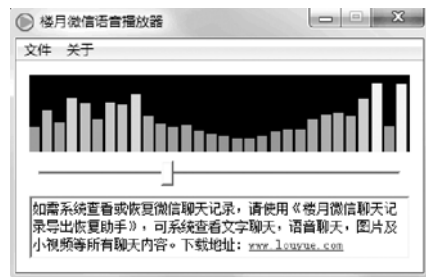 楼月微信语音播放器
文件 关于
如需系统查看或恢复微信聊天记录，请使用《楼月微信聊天记
录导出恢复助手》，可系统查看文字聊天，语音聊天，图片及
小视频等所有聊天内容。下载地址：www.louyue.com